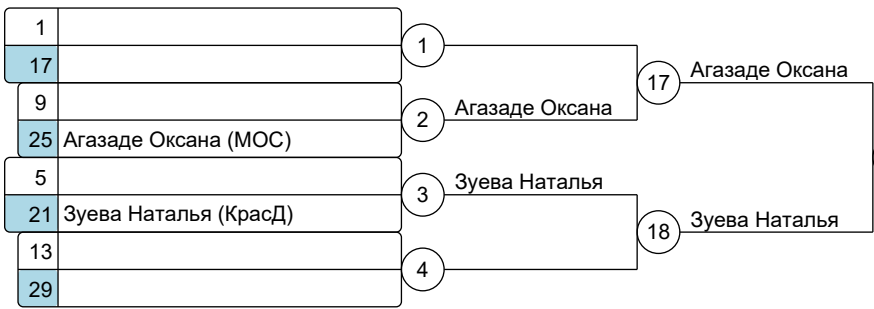 1
17
9
25 Агазаде Оксана (МОС)
5
21 Зуева Наталья (КрасД)
13
29
1
2 Агазаде Оксана
3 Зуева Наталья
4
17 Агазаде Оксана
18 Зуева Наталья